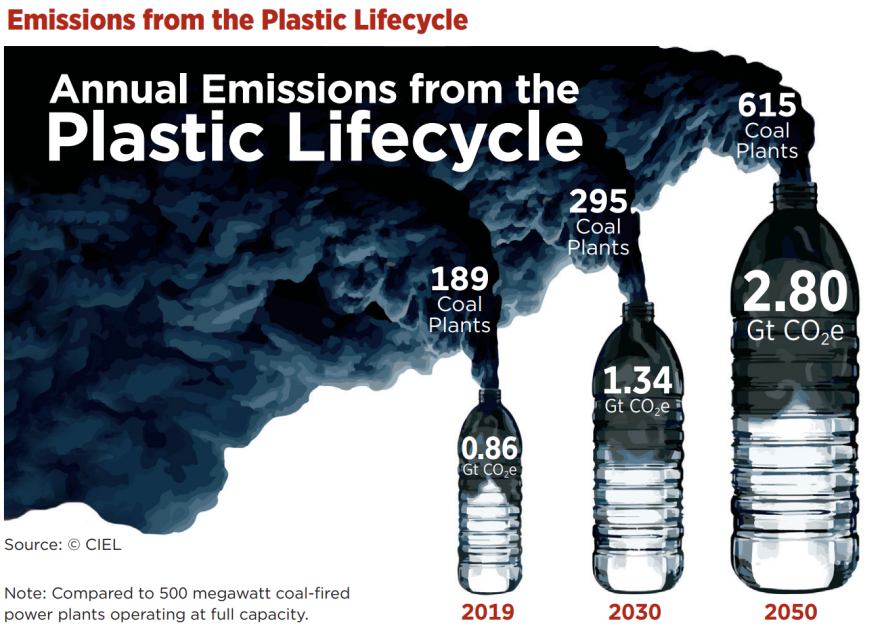 Emissions from the Plastic Lifecycle
Annual Emissions from the
Plastic Lifecycle
189
Coal
Plants
295
Coal
Plants
615
Coal
Plants
0.86
Gt CO₂e
1.34
Gt CO₂e
2.80
Gt CO₂e
Source: © CIEL
Note: Compared to 500 megawatt coal-fired
power plants operating at full capacity.
2019
2030
2050